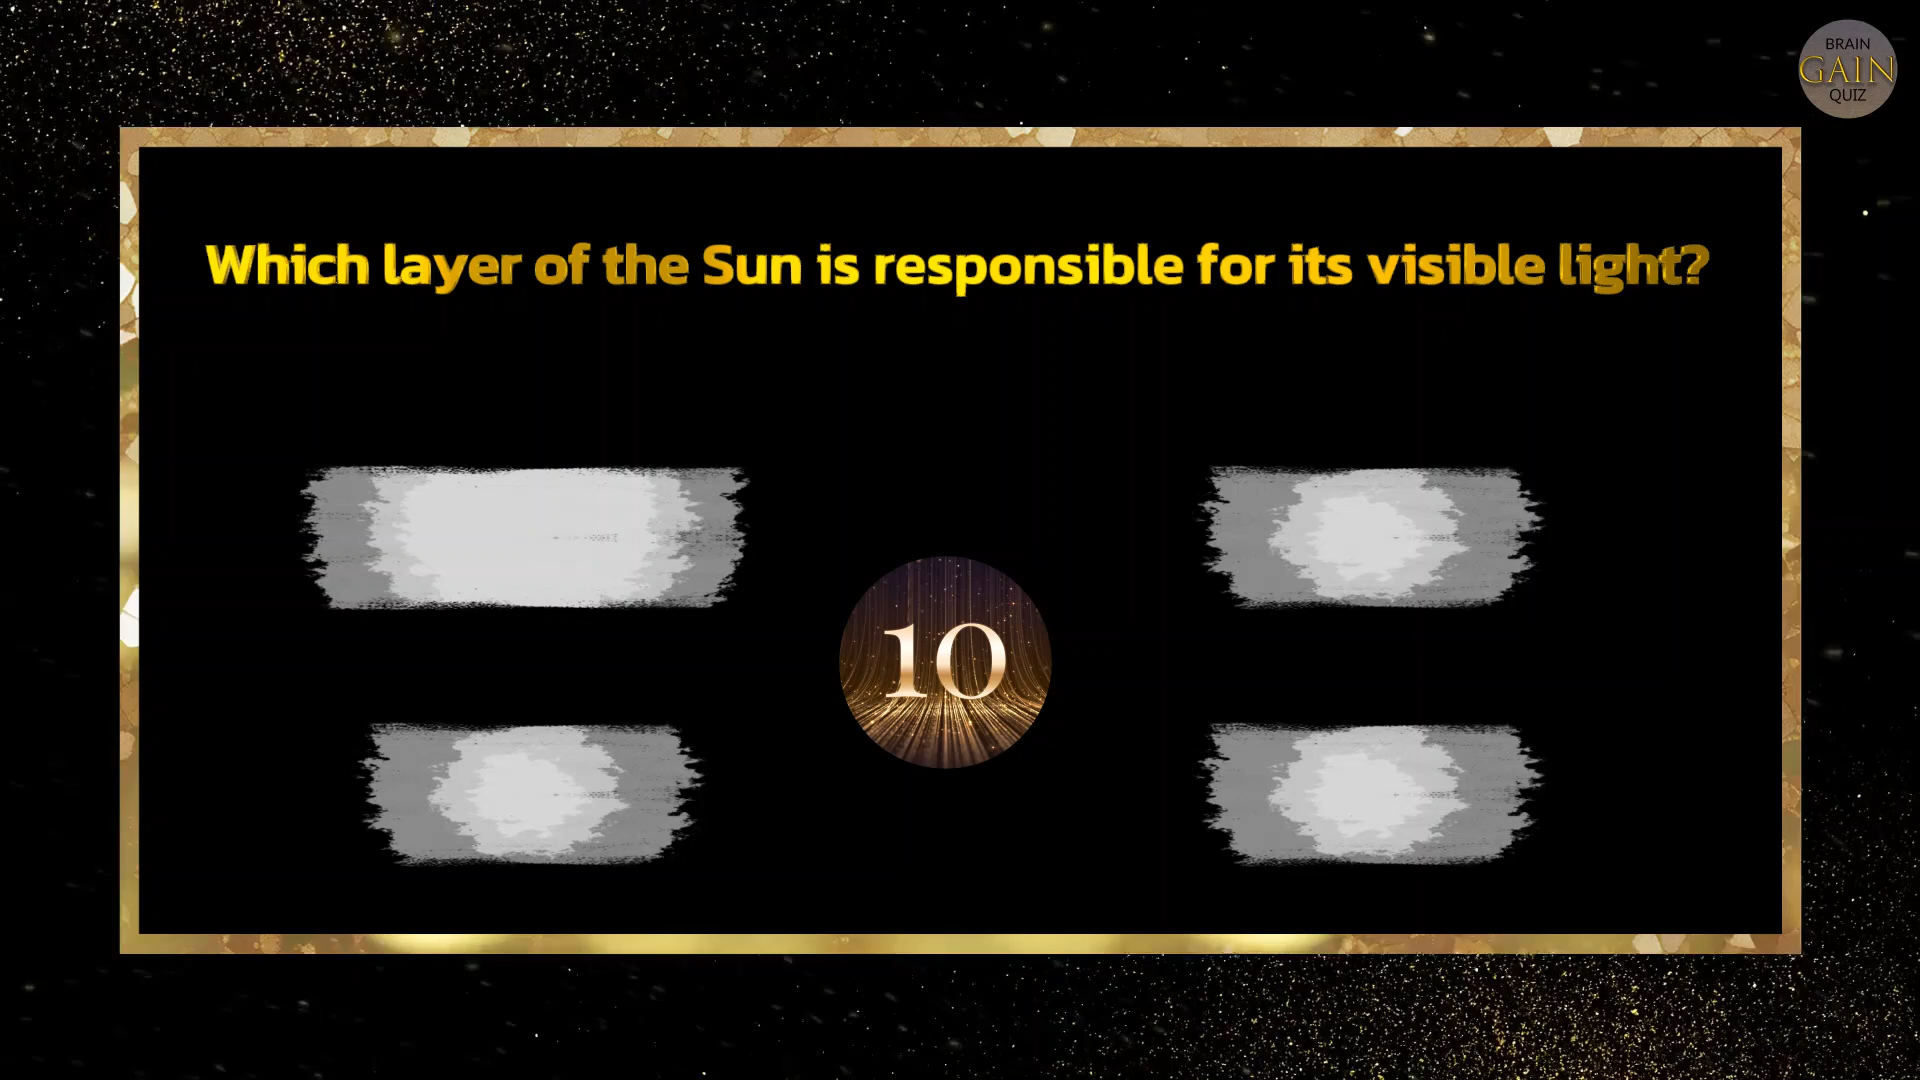 BRAIN
GAIN
QUIZ
Which layer of the Sun is responsible for its visible light?
10